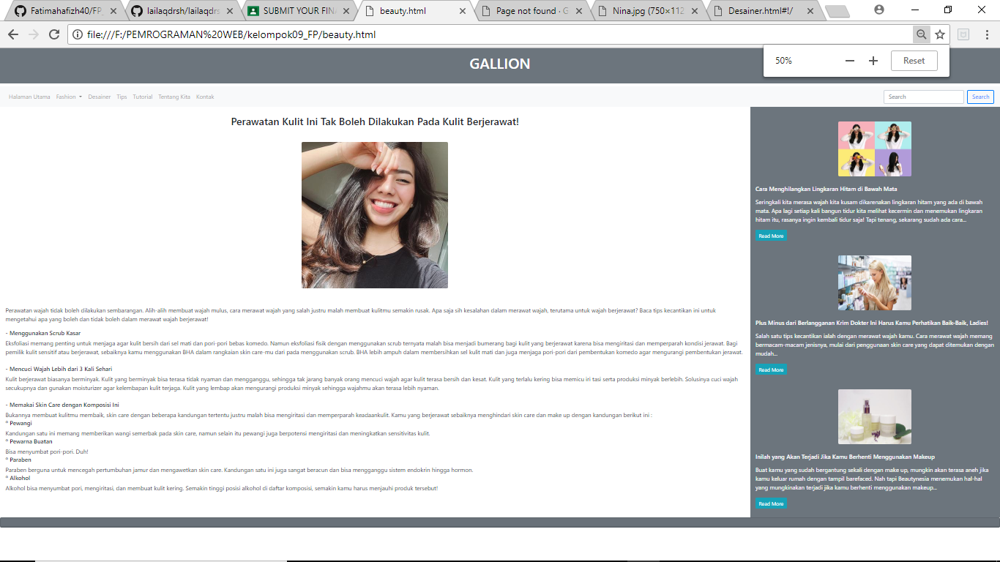 Fatimahafizh40/FP
lailaqdrsh/lailaqdrs
SUBMIT YOUR FIN
beauty.html
Page not found · G
Nina.jpg (750×112
Desainer.html#!/
file:///F:/PEMROGRAMAN%20WEB/kelompok09_FP/beauty.html
50%
Reset
GALLION
Halaman Utama Fashion Desainer Tips Tutorial Tentang Kita Kontak
Search Search
Perawatan Kulit Ini Tak Boleh Dilakukan Pada Kulit Berjerawat!
Perawatan wajah tidak boleh dilakukan sembarangan. Alih-alih membuat wajah mulus, cara merawat wajah yang salah justru malah membuat kulitmu semakin rusak. Apa saja sih kesalahan dalam merawat wajah, terutama untuk wajah berjerawat? Baca tips kecantikan ini untuk
mengetahui apa yang boleh dan tidak boleh dalam merawat wajah berjerawat!
- Menggunakan Scrub Kasar
Eksfoliasi memang penting untuk menjaga agar kulit bersih dari sel mati dan pori-pori bebas komedo. Namun eksfoliasi fisik dengan menggunakan scrub ternyata malah bisa menjadi bumerang bagi kulit yang berjerawat karena bisa mengiritasi dan memperparah kondisi jerawat. Bagi
pemilik kulit sensitif atau berjerawat, sebaiknya kamu menggunakan BHA dalam rangkaian skin care-mu dari pada menggunakan scrub. BHA lebih ampuh dalam membersihkan sel kulit mati dan juga menjaga pori-pori dari pembentukan komedo agar mengurangi pembentukan jerawat.
- Mencuci Wajah Lebih dari 3 Kali Sehari
Kulit berjerawat biasanya berminyak. Kulit yang berminyak bisa terasa tidak nyaman dan mengganggu, sehingga tak jarang banyak orang mencuci wajah agar kulit terasa bersih dan kesat. Kulit yang terlalu kering bisa memicu iri tasi serta produksi minyak berlebih. Solusinya cuci wajah
secukupnya dan gunakan moisturizer agar kelembapan kulit terjaga. Kulit yang lembap akan mengurangi produksi minyak sehingga wajahmu akan terasa lebih nyaman.
- Memakai Skin Care dengan Komposisi Ini
Bukannya membuat kulitmu membaik, skin care dengan beberapa kandungan tertentu justru malah bisa mengiritasi dan memperparah keadaankulit. Kamu yang berjerawat sebaiknya menghindari skin care dan make up dengan kandungan berikut ini :
° Pewangi
Kandungan satu ini memang memberikan wangi semerbak pada skin care, namun selain itu pewangi juga berpotensi mengiritasi dan meningkatkan sensitivitas kulit.
° Pewarna Buatan
Bisa menyumbat pori-pori. Duh!
° Paraben
Paraben berguna untuk mencegah pertumbuhan jamur dan mengawetkan skin care. Kandungan satu ini juga sangat beracun dan bisa mengganggu sistem endokrin hingga hormon.
° Alkohol
Alkohol bisa menyumbat pori, mengiritasi, dan membuat kulit kering. Semakin tinggi posisi alkohol di daftar komposisi, semakin kamu harus menjauhi produk tersebut!
Cara Menghilangkan Lingkaran Hitam di Bawah Mata
Seringkali kita merasa wajah kita kusam dikarenakan lingkaran hitam yang ada di bawah
mata. Apa lagi setiap kali bangun tidur kita melihat kecermin dan menemukan lingkaran
hitam itu, rasanya ingin kembali tidur saja! Tapi tenang, sekarang sudah ada cara...
Read More
Plus Minus dari Berlangganan Krim Dokter Ini Harus Kamu Perhatikan Baik-Baik, Ladies!
Salah satu tips kecantikan ialah dengan merawat wajah kamu. Cara merawat wajah memang
bermacam-macam jenisnya, mulai dari penggunaan skin care yang dapat ditemukan dengan
mudah...
Read More
Inilah yang Akan Terjadi Jika Kamu Berhenti Menggunakan Makeup
Buat kamu yang sudah bergantung sekali dengan make up, mungkin akan terasa aneh jika
kamu keluar rumah dengan tampil barefaced. Nah tapi Beautynesia menemukan hal-hal
yang mungkinakan terjadi jika kamu berhenti menggunakan makeup...
Read More